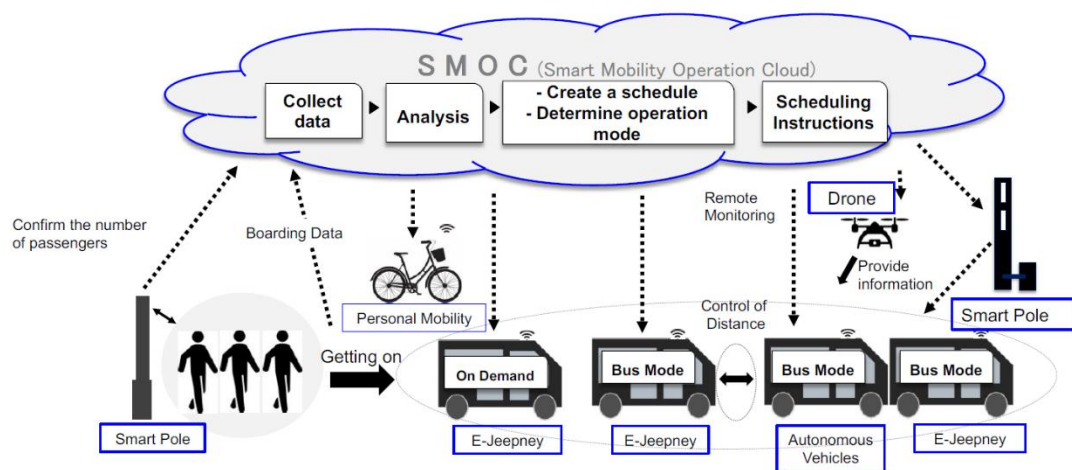 S M O C (Smart Mobility Operation Cloud)
Collect
data
Analysis
- Create a schedule
- Determine operation
mode
Scheduling
Instructions
Confirm the number
of passengers
Boarding Data
Personal Mobility
Remote
Monitoring
Drone
Provide
information
Control of
Distance
Smart Pole
Getting on
On Demand
Bus Mode
Bus Mode
Bus Mode
Smart Pole
E-Jeepney
E-Jeepney
Autonomous
Vehicles
E-Jeepney